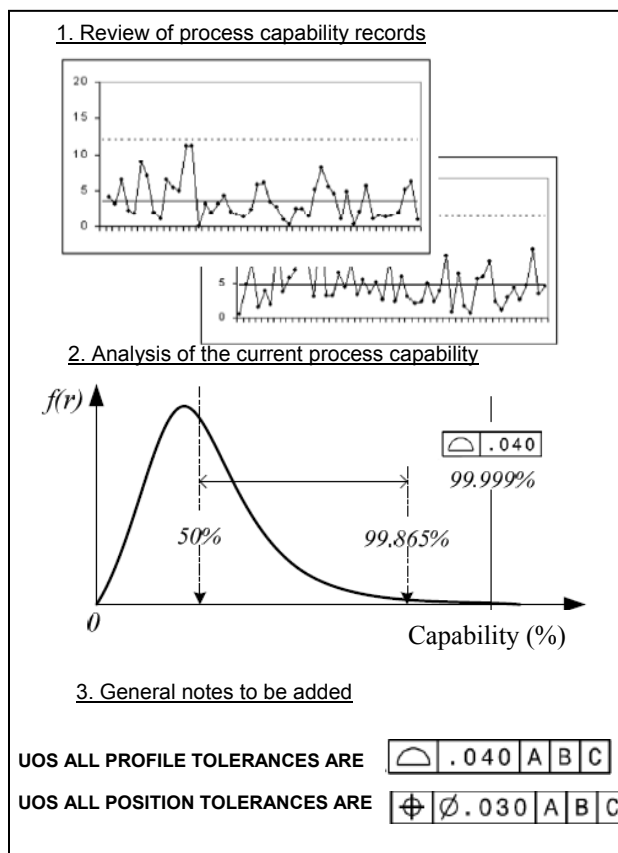 1. Review of process capability records
20
15
10
5
0
5
0
2. Analysis of the current process capability
f(r)
⌓ .040
99.999%
50%
99.865%
0
Capability (%)
3. General notes to be added
UOS ALL PROFILE TOLERANCES ARE ⌓ .040 A B C
UOS ALL POSITION TOLERANCES ARE ⌖ Ø.030 A B C